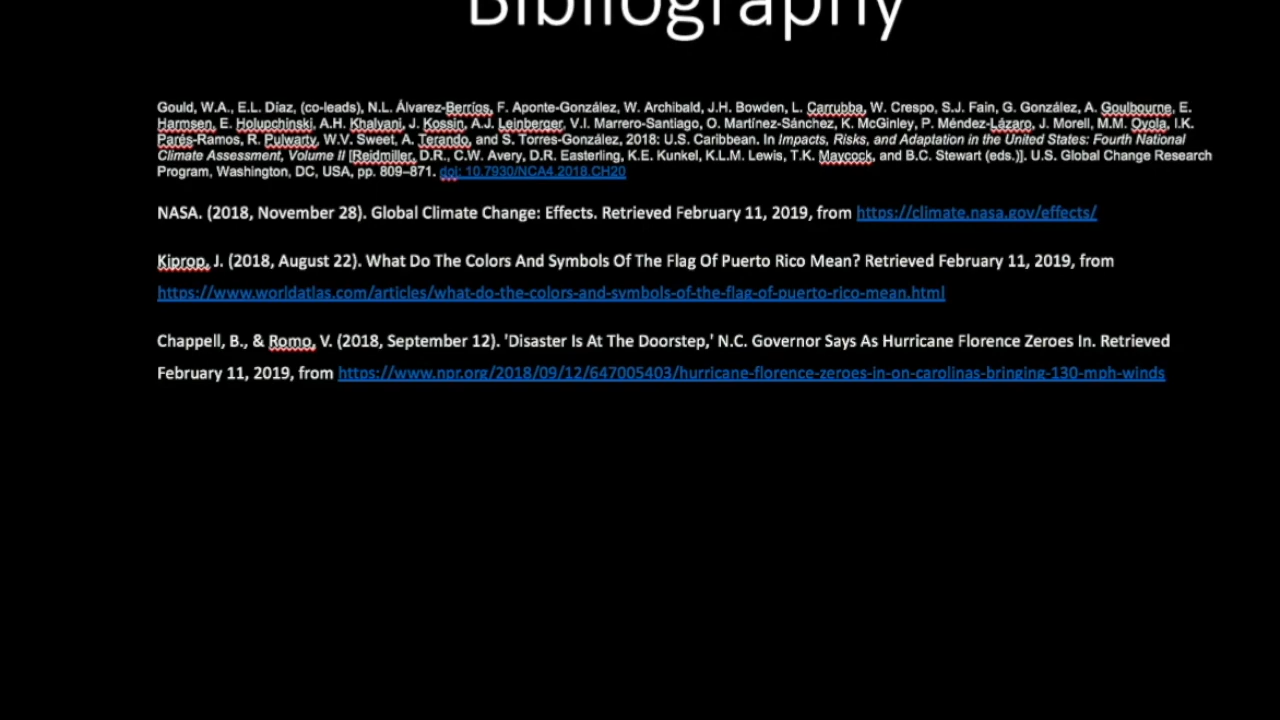 Bibliography
Gould, W.A., E.L. Díaz, (co-leads), N.L. Álvarez-Berríos, F. Aponte-González, W. Archibald, J.H. Bowden, L. Carrubba, W. Crespo, S.J. Fain, G. González, A. Goulbourne, E.
Harmsen, E. Holupchinski, A.H. Khalyani, J. Kossin, A.J. Leinberger, V.I. Marrero-Santiago, O. Martínez-Sánchez, K. McGinley, P. Méndez-Lázaro, J. Morell, M.M. Oyola, I.K.
Parés-Ramos, R. Pulwarty, W.V. Sweet, A. Terando, and S. Torres-González, 2018: U.S. Caribbean. In Impacts, Risks, and Adaptation in the United States: Fourth National
Climate Assessment, Volume II [Reidmiller, D.R., C.W. Avery, D.R. Easterling, K.E. Kunkel, K.L.M. Lewis, T.K. Maycock, and B.C. Stewart (eds.)]. U.S. Global Change Research
Program, Washington, DC, USA, pp. 809–871. doi: 10.7930/NCA4.2018.CH20
NASA. (2018, November 28). Global Climate Change: Effects. Retrieved February 11, 2019, from https://climate.nasa.gov/effects/
Kiprop, J. (2018, August 22). What Do The Colors And Symbols Of The Flag Of Puerto Rico Mean? Retrieved February 11, 2019, from
https://www.worldatlas.com/articles/what-do-the-colors-and-symbols-of-the-flag-of-puerto-rico-mean.html
Chappell, B., & Romo, V. (2018, September 12). 'Disaster Is At The Doorstep,' N.C. Governor Says As Hurricane Florence Zeroes In. Retrieved
February 11, 2019, from https://www.npr.org/2018/09/12/647005403/hurricane-florence-zeroes-in-on-carolinas-bringing-130-mph-winds